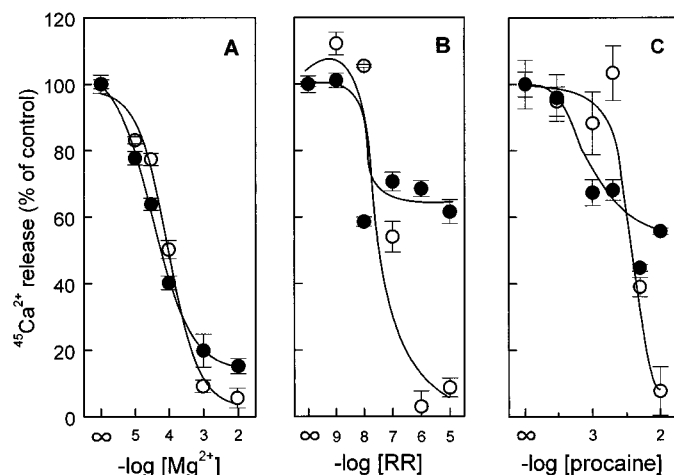 A
B
C
120
100
80
60
40
20
0
⁴⁵Ca²⁺ release (% of control)
∞ 5 4 3 2
∞ 9 8 7 6 5
∞ 3 2
-log [Mg²⁺]
-log [RR]
-log [procaine]